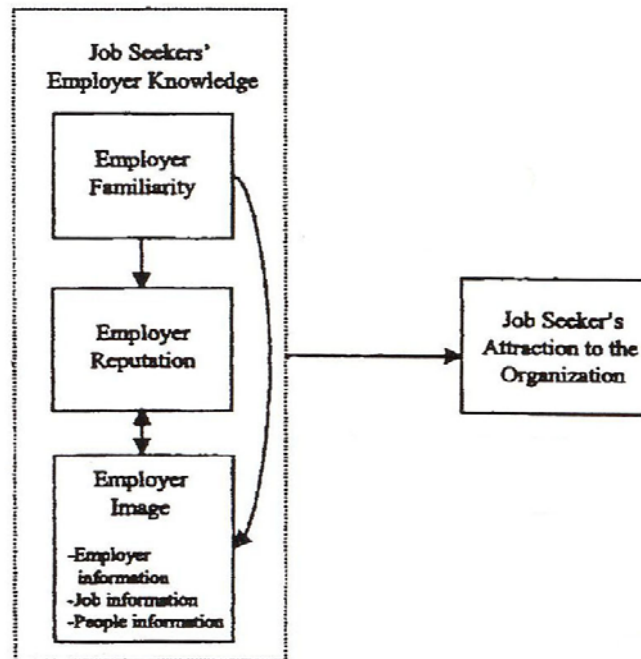 Job Seekers'
Employer Knowledge
Employer
Familiarity
Employer
Reputation
Employer
Image
-Employer
information
-Job information
-People information
Job Seeker's
Attraction to the
Organization